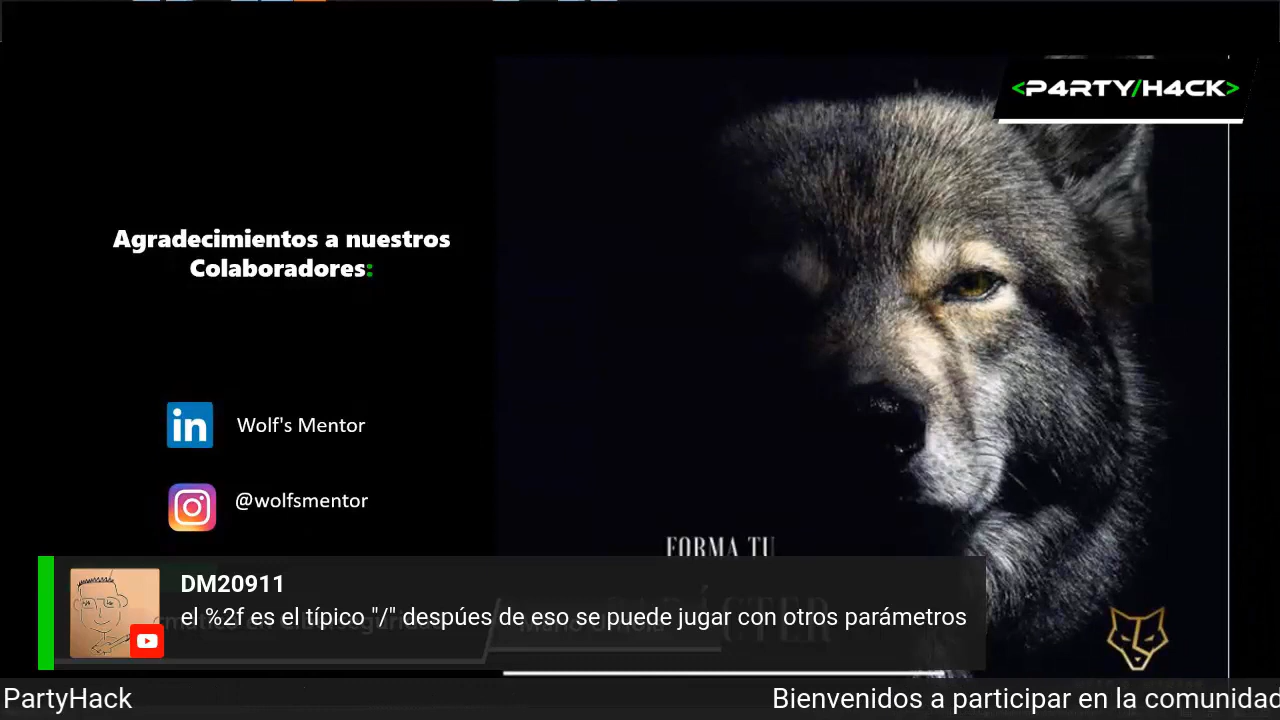 <P4RTY/H4CK>
Agradecimientos a nuestros
Colaboradores:
in
Wolf's Mentor
@wolfsmentor
FORMA TU
DM20911
el %2f es el típico "/" despúes de eso se puede jugar con otros parámetros
PartyHack
Bienvenidos a participar en la comunidad